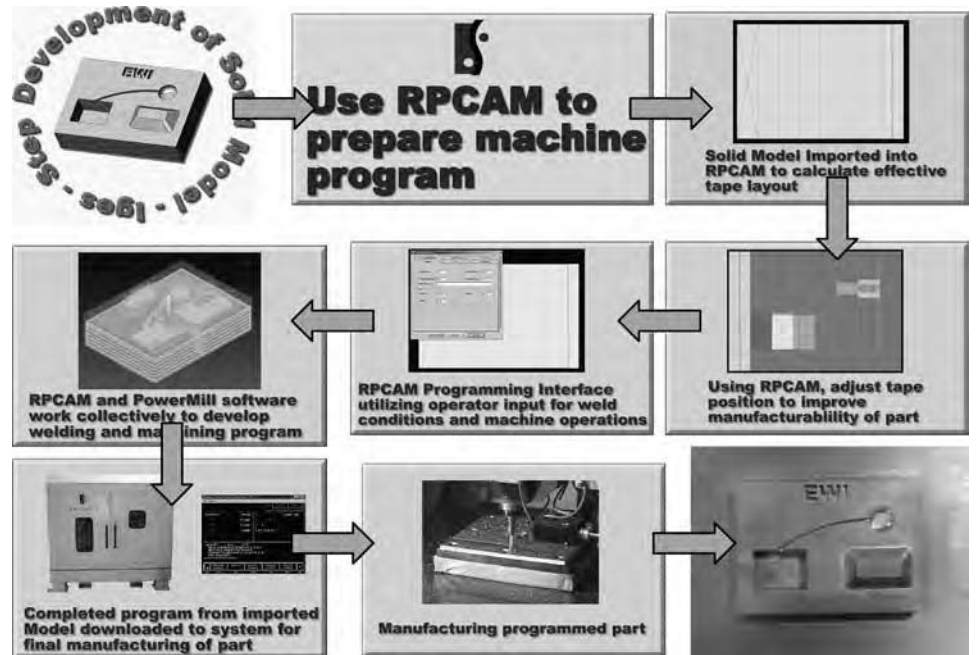 Step Development of Solid Model - Iges -
EWI
Use RPCAM to
prepare machine
program
Solid Model Imported into
RPCAM to calculate effective
tape layout
RPCAM and PowerMill software
work collectively to develop
welding and machining program
RPCAM Programming Interface
utilizing operator input for weld
conditions and machine operations
Using RPCAM, adjust tape
position to improve
manufacturablility of part
Completed program from imported
Model downloaded to system for
final manufacturing of part
Manufacturing programmed part
EWI